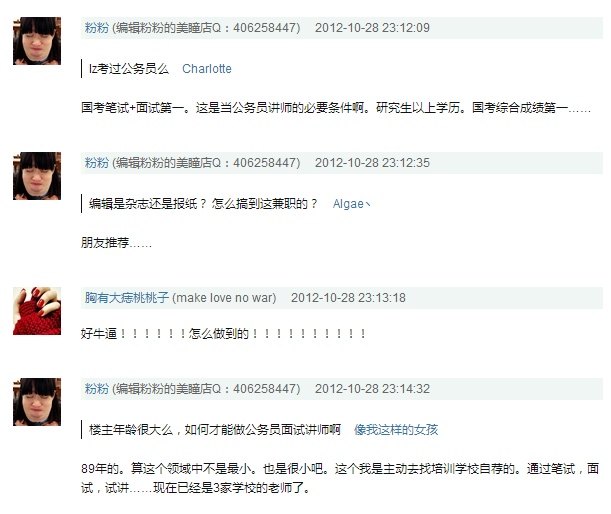 粉粉 (编辑粉粉的美瞳店Q：406258447) 2012-10-28 23:12:09
lz考过公务员么 Charlotte
国考笔试+面试第一。这是当公务员讲师的必要条件啊。研究生以上学历。国考综合成绩第一……
粉粉 (编辑粉粉的美瞳店Q：406258447) 2012-10-28 23:12:35
编辑是杂志还是报纸？ 怎么搞到这兼职的？ Algae丶
朋友推荐……
胸有大痣桃桃子 (make love no war) 2012-10-28 23:13:18
好牛逼！！！！！！怎么做到的！！！！！！！！！！
粉粉 (编辑粉粉的美瞳店Q：406258447) 2012-10-28 23:14:32
楼主年龄很大么，如何才能做公务员面试讲师啊 像我这样的女孩
89年的。算这个领域中不是最小。也是很小吧。这个我是主动去找培训学校自荐的。通过笔试，面
试，试讲……现在已经是3家学校的老师了。